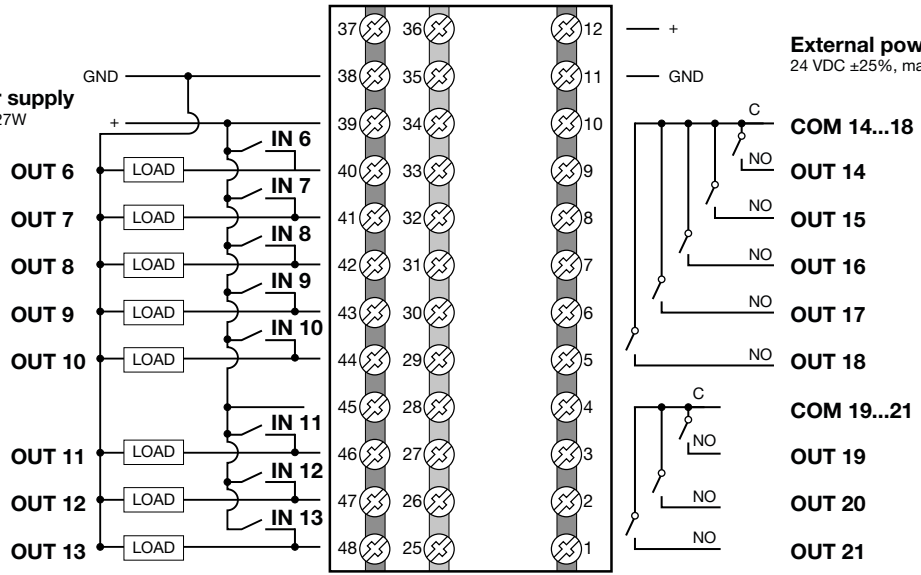 37 36 12 +
External pow
24 VDC ±25%, ma
GND 38 35 11 GND
r supply
27W
+ 39 34 10 C COM 14...18
IN 6
OUT 6 LOAD 40 33 9 NO OUT 14
IN 7
OUT 7 LOAD 41 32 8 NO OUT 15
IN 8
OUT 8 LOAD 42 31 7 NO OUT 16
IN 9
OUT 9 LOAD 43 30 6 NO OUT 17
IN 10
OUT 10 LOAD 44 29 5 NO OUT 18
45 28 4 C COM 19...21
IN 11
OUT 11 LOAD 46 27 3 NO OUT 19
IN 12
OUT 12 LOAD 47 26 2 NO OUT 20
IN 13
OUT 13 LOAD 48 25 1 NO OUT 21